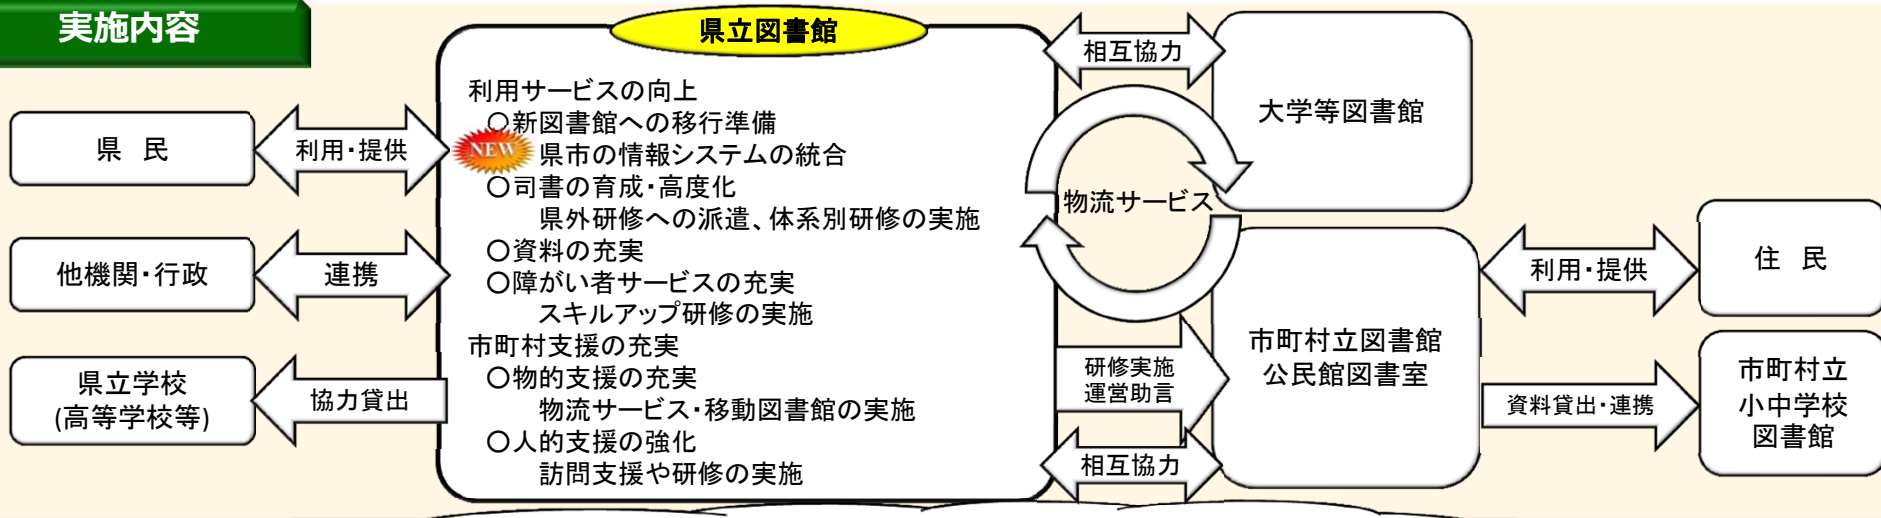 実施内容
県立図書館
利用サービスの向上
○新図書館への移行準備
NEW 県市の情報システムの統合
○司書の育成・高度化
県外研修への派遣、体系別研修の実施
○資料の充実
○障がい者サービスの充実
スキルアップ研修の実施
市町村支援の充実
○物的支援の充実
物流サービス・移動図書館の実施
○人的支援の強化
訪問支援や研修の実施
県 民
利用・提供
他機関・行政
連携
県立学校
(高等学校等)
協力貸出
相互協力
大学等図書館
物流サービス
研修実施
運営助言
相互協力
市町村立図書館
公民館図書室
利用・提供
住 民
資料貸出・連携
市町村立
小中学校
図書館